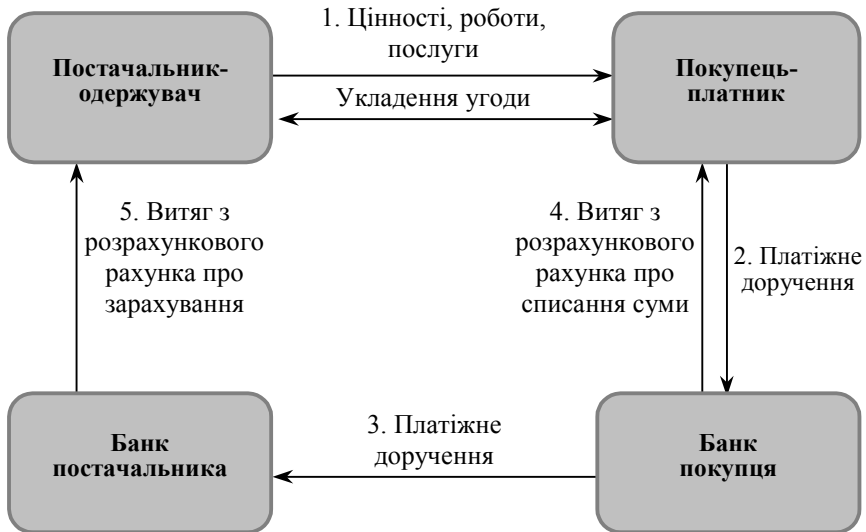 1. Цінності, роботи,
послуги
Постачальник-
одержувач
Покупець-
платник
Укладення угоди
5. Витяг з
розрахункового
рахунка про
зарахування
4. Витяг з
розрахункового
рахунка про
списання суми
2. Платіжне
доручення
Банк
постачальника
3. Платіжне
доручення
Банк
покупця